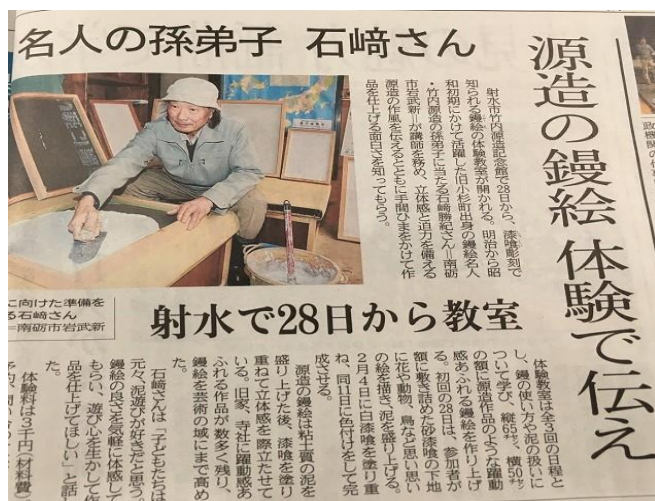 名人の孫弟子 石﨑さん
源造の鏝絵 体験で伝え
射水市竹内源造記念館で28日から、漆喰彫刻で
知られる鏝絵の体験教室が開かれる。明治から昭
和初期にかけて活躍した旧小杉町出身の鏝絵名人
・竹内源造の孫弟子に当たる石﨑勝紀さん＝南砺
市岩武新＝が講師を務め、立体感と迫力を備える
源造の作風を伝えるとともに手間ひまをかけて作
品を仕上げる面白さを知ってもらう。
に向けた準備を
る石﨑さん
＝南砺市岩武新
射水で28日から教室
体験教室は全3回の日程と
し、鏝の使い方や泥の扱いに
ついて学び、縦65㌢、横50㌢
の額に源造作品のような躍動
感あふれる鏝絵を作り上げ
る。初回の28日は、参加者が
額に敷き詰めた砂漆喰の下地
に花や動物、鳥など思い思い
の絵を描き、泥を盛り上げる。
2月4日に白漆喰を塗り重
ね、同11日に色付けをして完
成させる。
源造の鏝絵は粘土質の泥を
盛り上げた後、漆喰を塗り
重ねて立体感を際立たせて
いる。旧家、寺社に躍動感あ
ふれる作品が数多く残り、
鏝絵を芸術の域にまで高め
た。
石﨑さんは「子どもたちは
元々、泥遊びが好きだと思う。
鏝絵の良さを気軽に体感して
もらい、遊び心を生かして作
品を仕上げてほしい」と話
た。
体験料は3千円(材料費